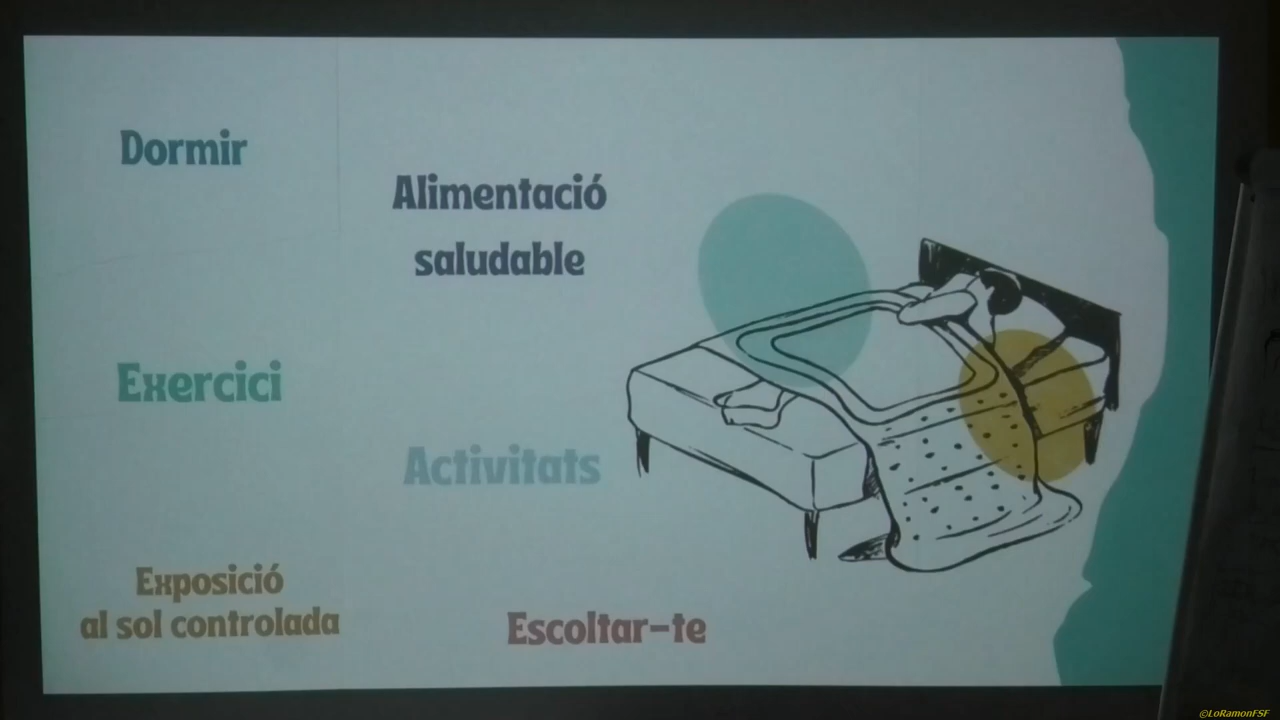 Dormir
Alimentació
saludable
Exercici
Activitats
Exposició
al sol controlada
Escoltar-te
©LoRamonFSF